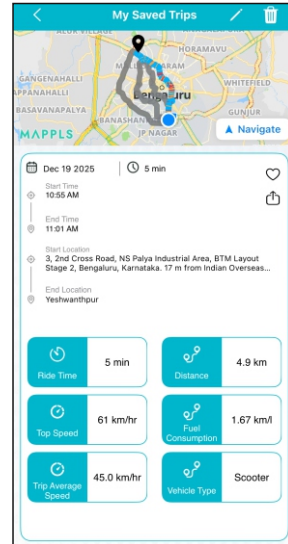 My Saved Trips
HORAMAVU
GANGENAHALLI
WHITEFIELD
BASAVANAPALYA
Bengaluru
GUNJUR
JP NAGAR
MAPPLS
Navigate
Dec 19 2025
5 min
Start Time
10:55 AM
End Time
11:01 AM
Start Location
3, 2nd Cross Road, NS Palya Industrial Area, BTM Layout
Stage 2, Bengaluru, Karnataka. 17 m from Indian Overseas...
End Location
Yeshwanthpur
Ride Time
5 min
Distance
4.9 km
Top Speed
61 km/hr
Fuel
Consumption
1.67 km/l
Trip Average
Speed
45.0 km/hr
Vehicle Type
Scooter